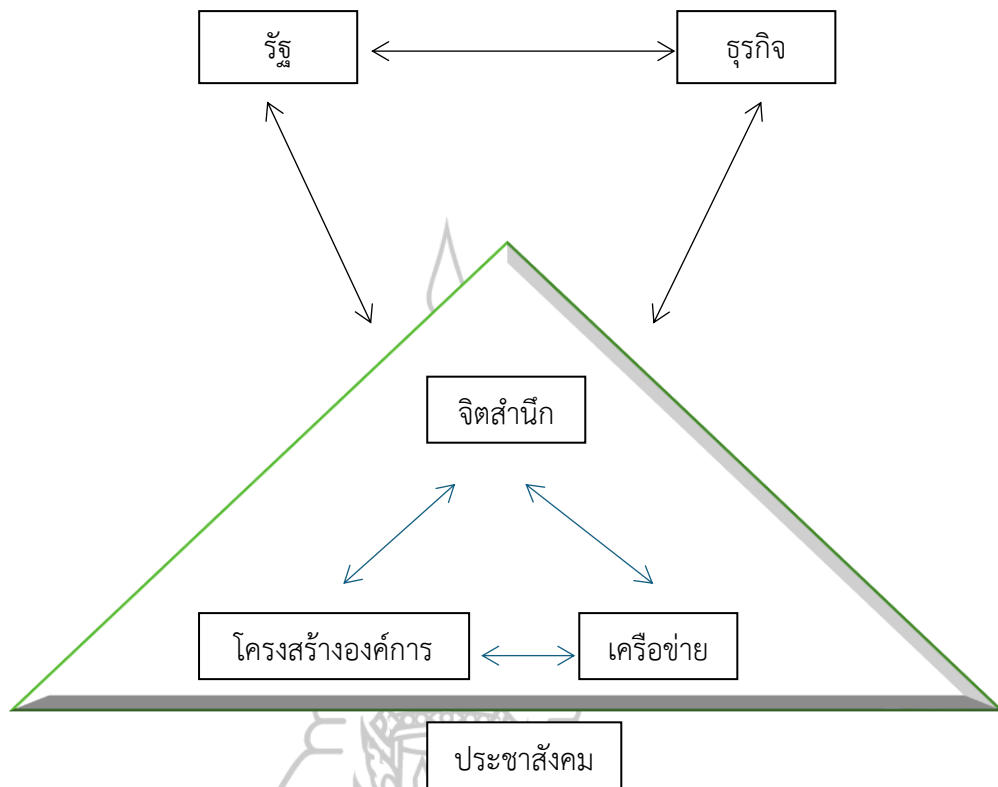 รัฐ
ธุรกิจ
จิตสำนึก
โครงสร้างองค์การ
เครือข่าย
ประชาสังคม